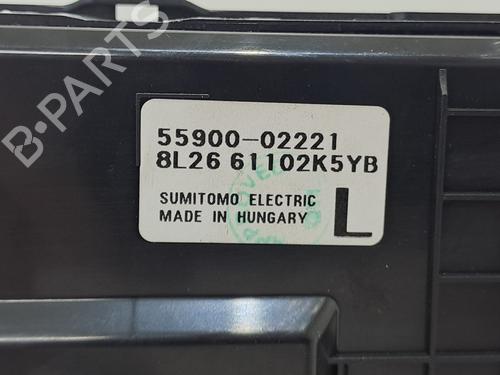 55900-02221
8L26 61102K5YB
SUMITOMO ELECTRIC
MADE IN HUNGARY
L
B-PARTS